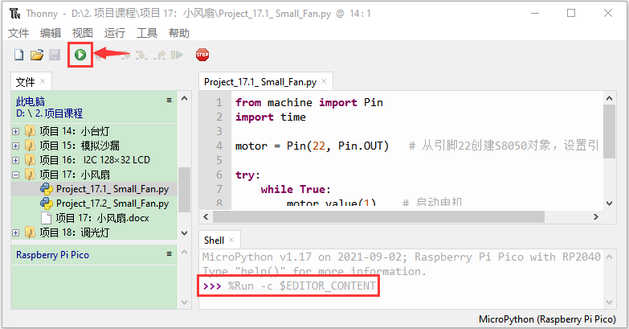 Thonny - D:\2. 项目课程\项目 17：小风扇\Project_17.1_Small_Fan.py @ 14 : 1
文件 编辑 视图 运行 工具 帮助
文件
此电脑
D: \ 2. 项目课程
项目 14：小台灯
项目 15：模拟沙漏
项目 16： I2C 128×32 LCD
项目 17：小风扇
Project_17.1_ Small_Fan.py
Project_17.2_ Small_Fan.py
项目 17：小风扇.docx
项目 18：调光灯
Raspberry Pi Pico
Project_17.1_ Small_Fan.py
1 from machine import Pin
2 import time
3
4 motor = Pin(22, Pin.OUT) # 从引脚22创建S8050对象，设置引
5
6 try:
7 while True:
8 motor.value(1) # 启动电机
Shell
MicroPython v1.17 on 2021-09-02; Raspberry Pi Pico with RP2040
Type "help()" for more information.
>>> %Run -c $EDITOR_CONTENT
MicroPython (Raspberry Pi Pico)